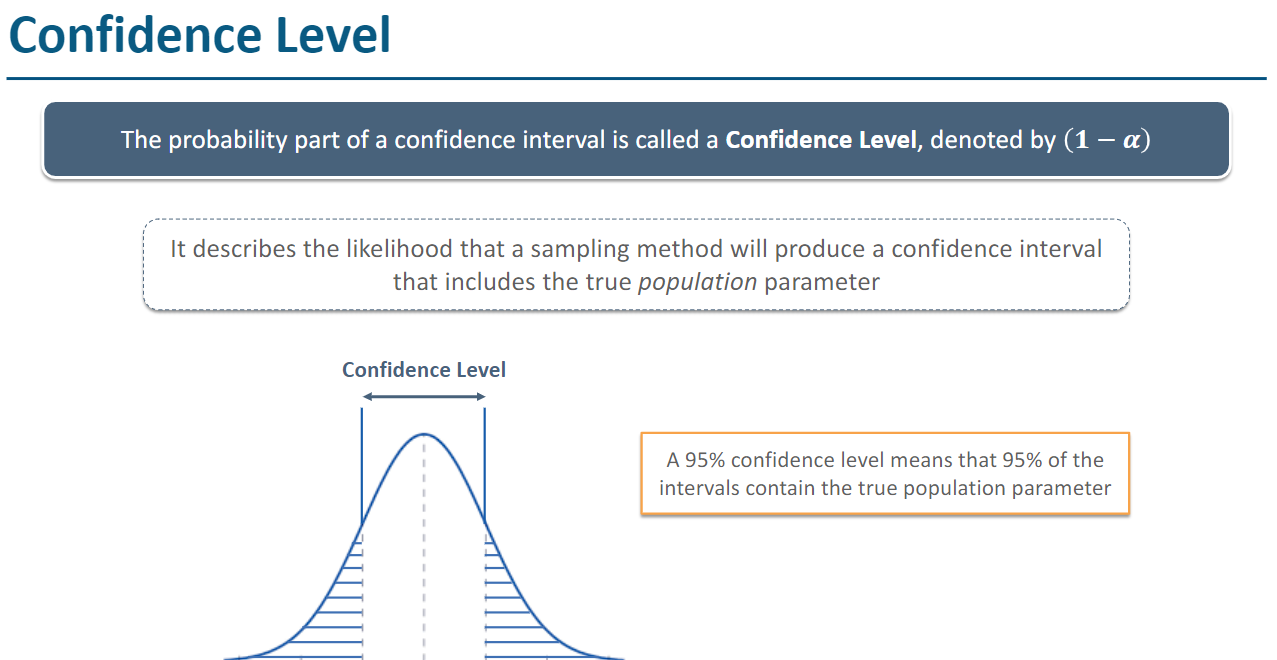 Confidence Level
The probability part of a confidence interval is called a Confidence Level, denoted by (1 − α)
It describes the likelihood that a sampling method will produce a confidence interval
that includes the true population parameter
Confidence Level
A 95% confidence level means that 95% of the
intervals contain the true population parameter